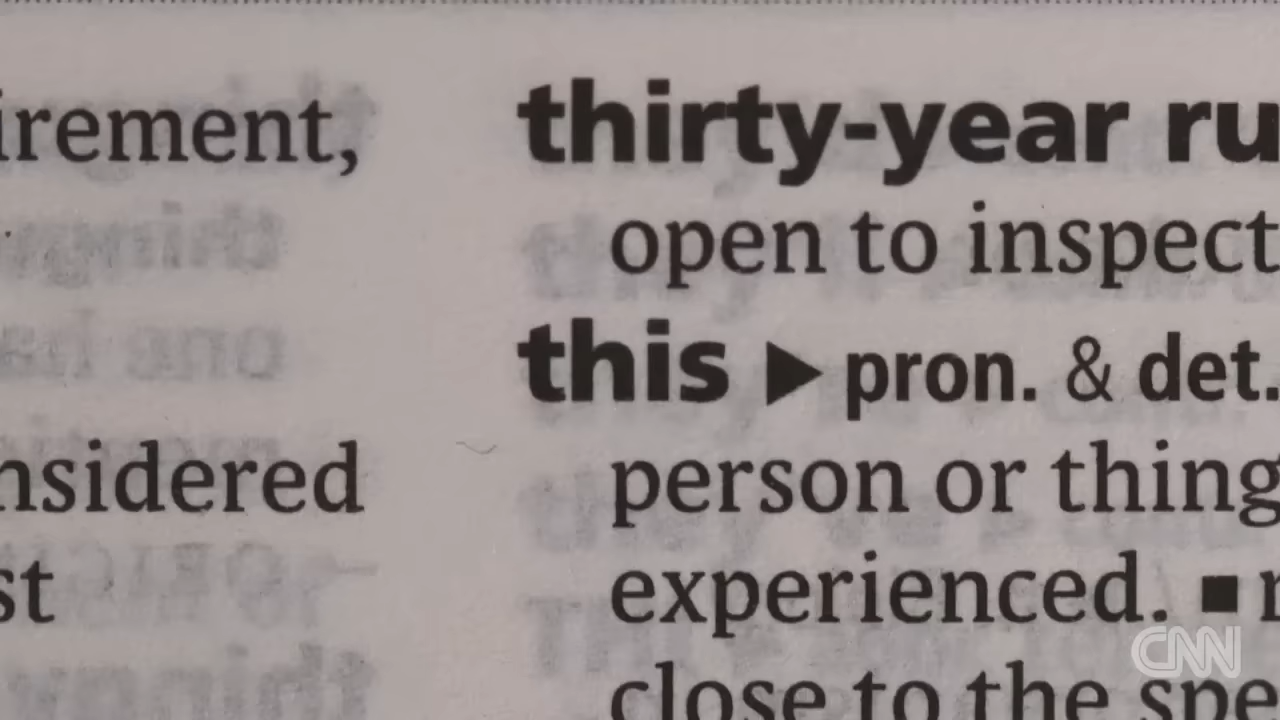 irement,
nsidered
st
thirty-year ru
open to inspect
this ▶ pron. & det.
person or thing
experienced. ■ r
close to the spe
CNN